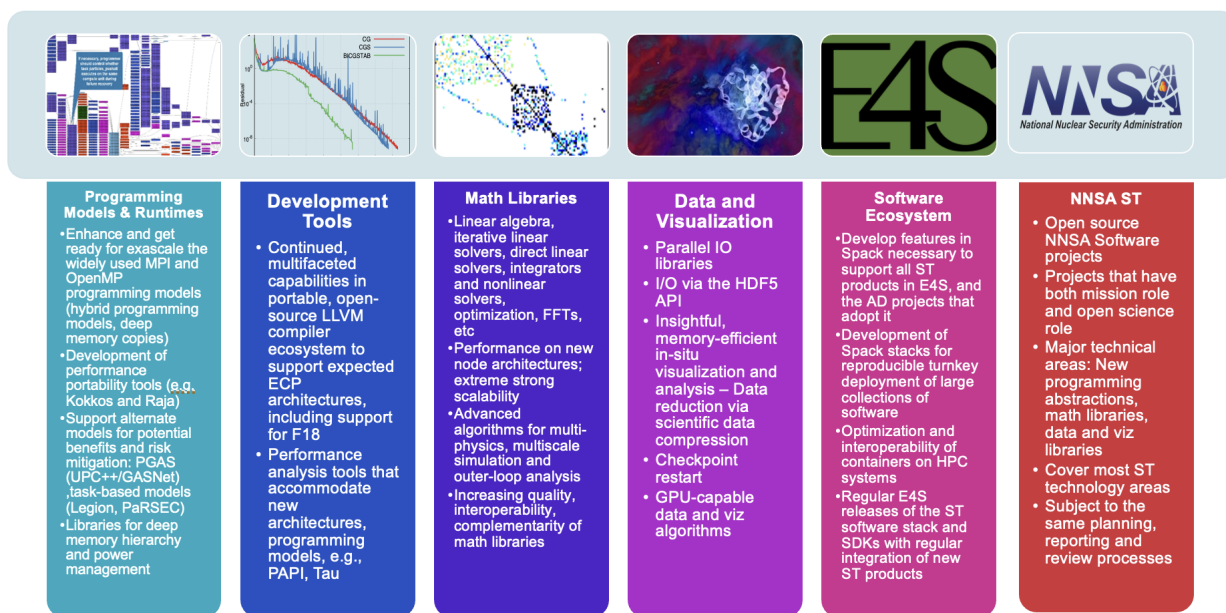 If necessary, programmer
CG
CGS
BiCGSTAB
Residual
E4S
NNSA
National Nuclear Security Administration
Programming
Models & Runtimes
•Enhance and get
ready for exascale the
widely used MPI and
OpenMP
programming models
(hybrid programming
models, deep
memory copies)
•Development of
performance
portability tools (e.g.
Kokkos and Raja)
•Support alternate
models for potential
benefits and risk
mitigation: PGAS
(UPC++/GASNet)
,task-based models
(Legion, PaRSEC)
•Libraries for deep
memory hierarchy
and power
management
Development
Tools
• Continued,
multifaceted
capabilities in
portable, open-
source LLVM
compiler
ecosystem to
support expected
ECP
architectures,
including support
for F18
• Performance
analysis tools that
accommodate
new
architectures,
programming
models, e.g.,
PAPI, Tau
Math Libraries
•Linear algebra,
iterative linear
solvers, direct linear
solvers, integrators
and nonlinear
solvers,
optimization, FFTs,
etc
•Performance on new
node architectures;
extreme strong
scalability
•Advanced
algorithms for multi-
physics, multiscale
simulation and
outer-loop analysis
•Increasing quality,
interoperability,
complementarity of
math libraries
Data and
Visualization
• Parallel IO
libraries
• I/O via the HDF5
API
• Insightful,
memory-efficient
in-situ
visualization and
analysis – Data
reduction via
scientific data
compression
• Checkpoint
restart
• GPU-capable
data and viz
algorithms
Software
Ecosystem
•Develop features in
Spack necessary to
support all ST
products in E4S, and
the AD projects that
adopt it
•Development of
Spack stacks for
reproducible turnkey
deployment of large
collections of
software
•Optimization and
interoperability of
containers on HPC
systems
•Regular E4S
releases of the ST
software stack and
SDKs with regular
integration of new
ST products
NNSA ST
• Open source
NNSA Software
projects
• Projects that have
both mission role
and open science
role
• Major technical
areas: New
programming
abstractions,
math libraries,
data and viz
libraries
• Cover most ST
technology areas
• Subject to the
same planning,
reporting and
review processes